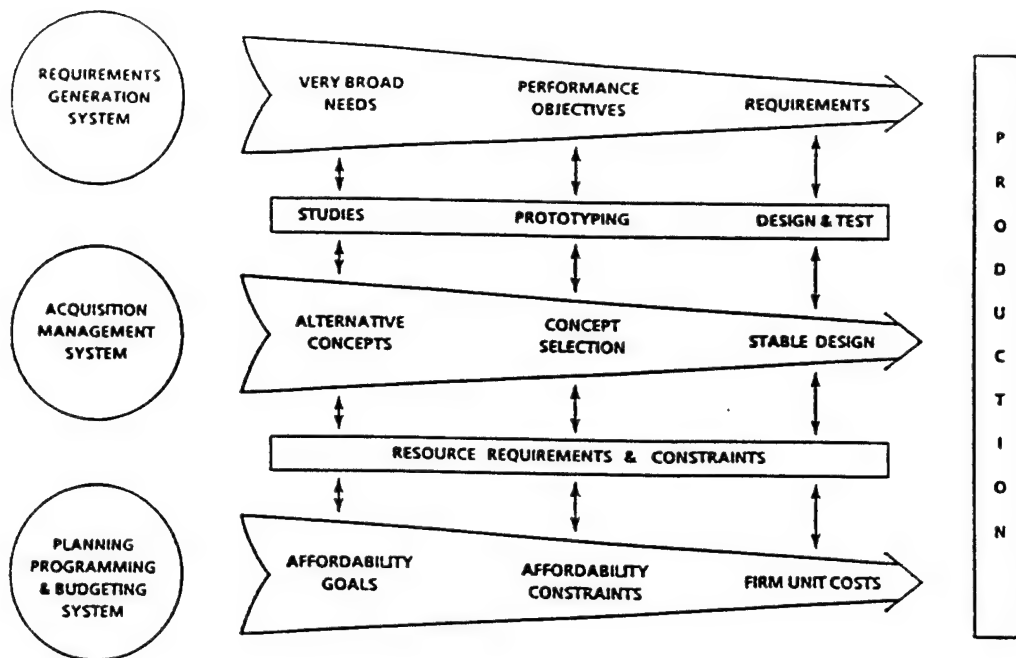 REQUIREMENTS
GENERATION
SYSTEM
VERY BROAD
NEEDS
PERFORMANCE
OBJECTIVES
REQUIREMENTS
STUDIES
PROTOTYPING
DESIGN & TEST
ACQUISITION
MANAGEMENT
SYSTEM
ALTERNATIVE
CONCEPTS
CONCEPT
SELECTION
STABLE DESIGN
RESOURCE REQUIREMENTS & CONSTRAINTS
PLANNING
PROGRAMMING
& BUDGETING
SYSTEM
AFFORDABILITY
GOALS
AFFORDABILITY
CONSTRAINTS
FIRM UNIT COSTS
PRODUCTION